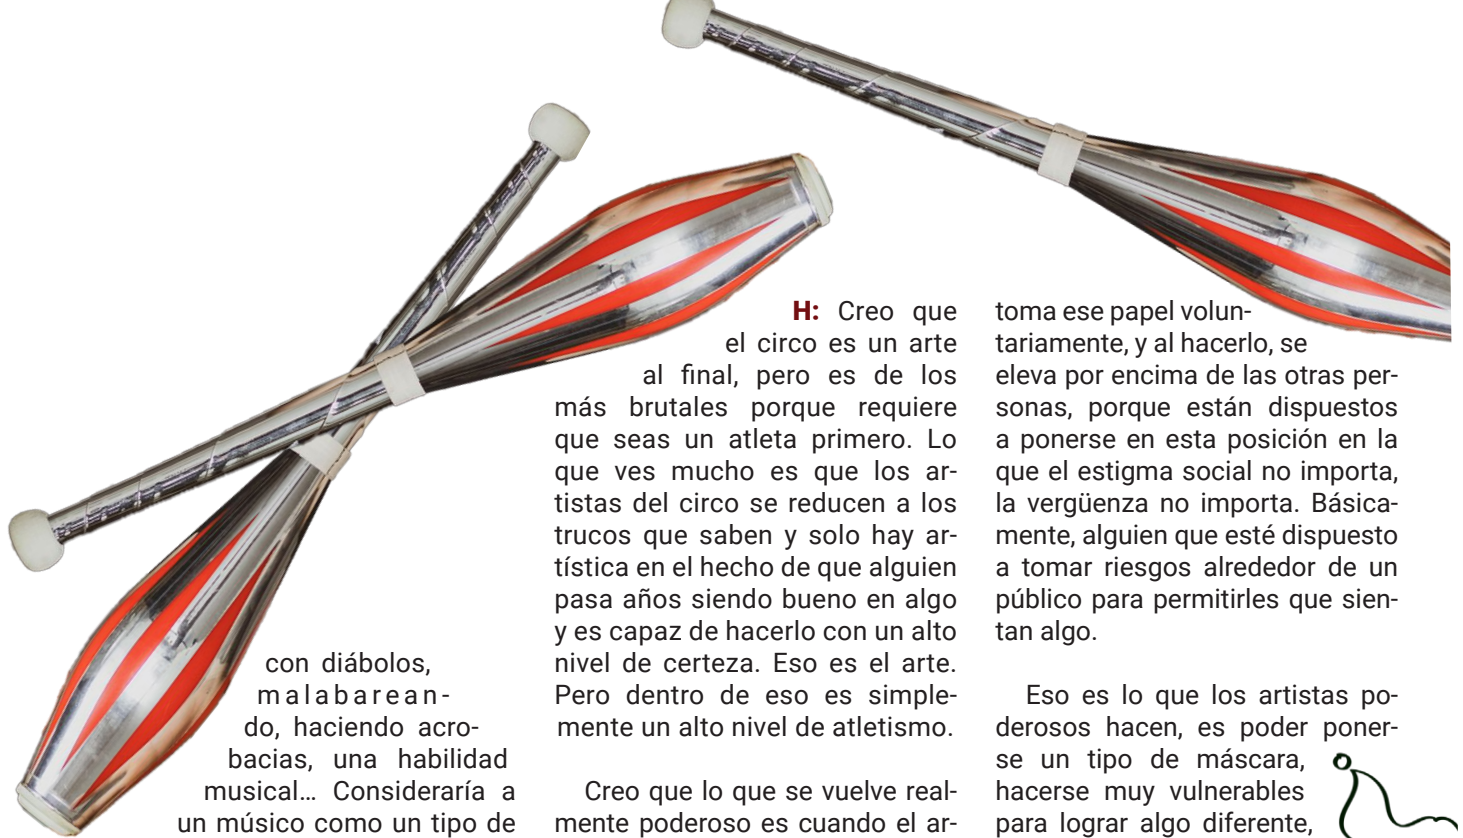 con diábolos,
malabarean-
do, haciendo acro-
bacias, una habilidad
musical... Consideraría a
un músico como un tipo de
H: Creo que
el circo es un arte
al final, pero es de los
más brutales porque requiere
que seas un atleta primero. Lo
que ves mucho es que los ar-
tistas del circo se reducen a los
trucos que saben y solo hay ar-
tística en el hecho de que alguien
pasa años siendo bueno en algo
y es capaz de hacerlo con un alto
nivel de certeza. Eso es el arte.
Pero dentro de eso es simple-
mente un alto nivel de atletismo.
Creo que lo que se vuelve real-
mente poderoso es cuando el ar-
toma ese papel volun-
tariamente, y al hacerlo, se
eleva por encima de las otras per-
sonas, porque están dispuestos
a ponerse en esta posición en la
que el estigma social no importa,
la vergüenza no importa. Básica-
mente, alguien que esté dispuesto
a tomar riesgos alrededor de un
público para permitirles que sien-
tan algo.
Eso es lo que los artistas po-
derosos hacen, es poder poner-
se un tipo de máscara,
hacerse muy vulnerables
para lograr algo diferente,